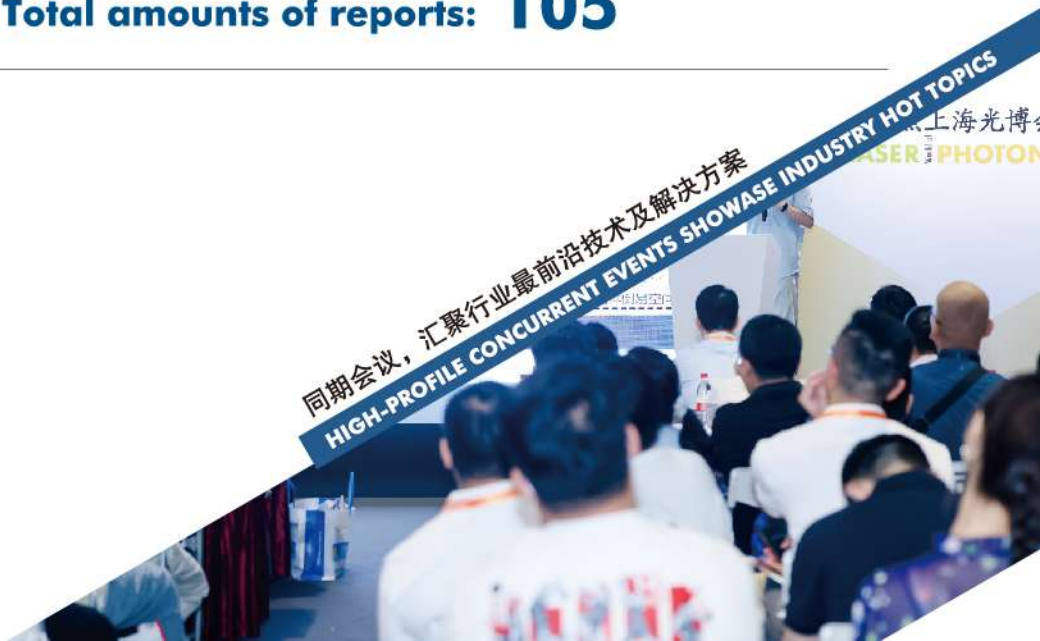 Total amounts of reports: 105
同期会议，汇聚行业最前沿技术及解决方案
HIGH-PROFILE CONCURRENT EVENTS SHOWASE INDUSTRY HOT TOPICS
上海光博会
ASER PHOTON